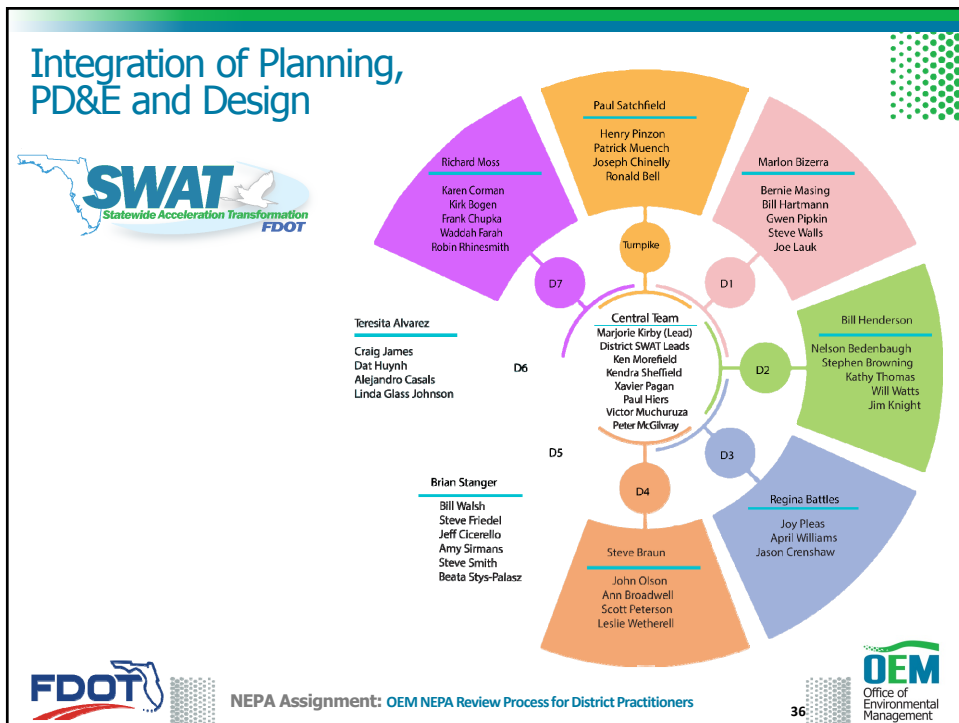 Integration of Planning,
PD&E and Design
SWAT
Statewide Acceleration Transformation
FDOT
Paul Satchfield
Henry Pinzon
Patrick Muench
Joseph Chinelly
Ronald Bell
Turnpike
Marlon Bizerra
Bernie Masing
Bill Hartmann
Gwen Pipkin
Steve Walls
Joe Lauk
D1
Bill Henderson
Nelson Bedenbaugh
Stephen Browning
Kathy Thomas
Will Watts
Jim Knight
D2
Regina Battles
Joy Pleas
April Williams
Jason Crenshaw
D3
Steve Braun
John Olson
Ann Broadwell
Scott Peterson
Leslie Wetherell
D4
Brian Stanger
Bill Walsh
Steve Friedel
Jeff Cicerello
Amy Sirmans
Steve Smith
Beata Stys-Palasz
D5
Teresita Alvarez
Craig James
Dat Huynh
Alejandro Casals
Linda Glass Johnson
D6
Richard Moss
Karen Corman
Kirk Bogen
Frank Chupka
Waddah Farah
Robin Rhinesmith
D7
Central Team
Marjorie Kirby (Lead)
District SWAT Leads
Ken Morefield
Kendra Sheffield
Xavier Pagan
Paul Hiers
Victor Muchuruza
Peter McGilvray
FDOT
NEPA Assignment: OEM NEPA Review Process for District Practitioners
36
OEM
Office of
Environmental
Management